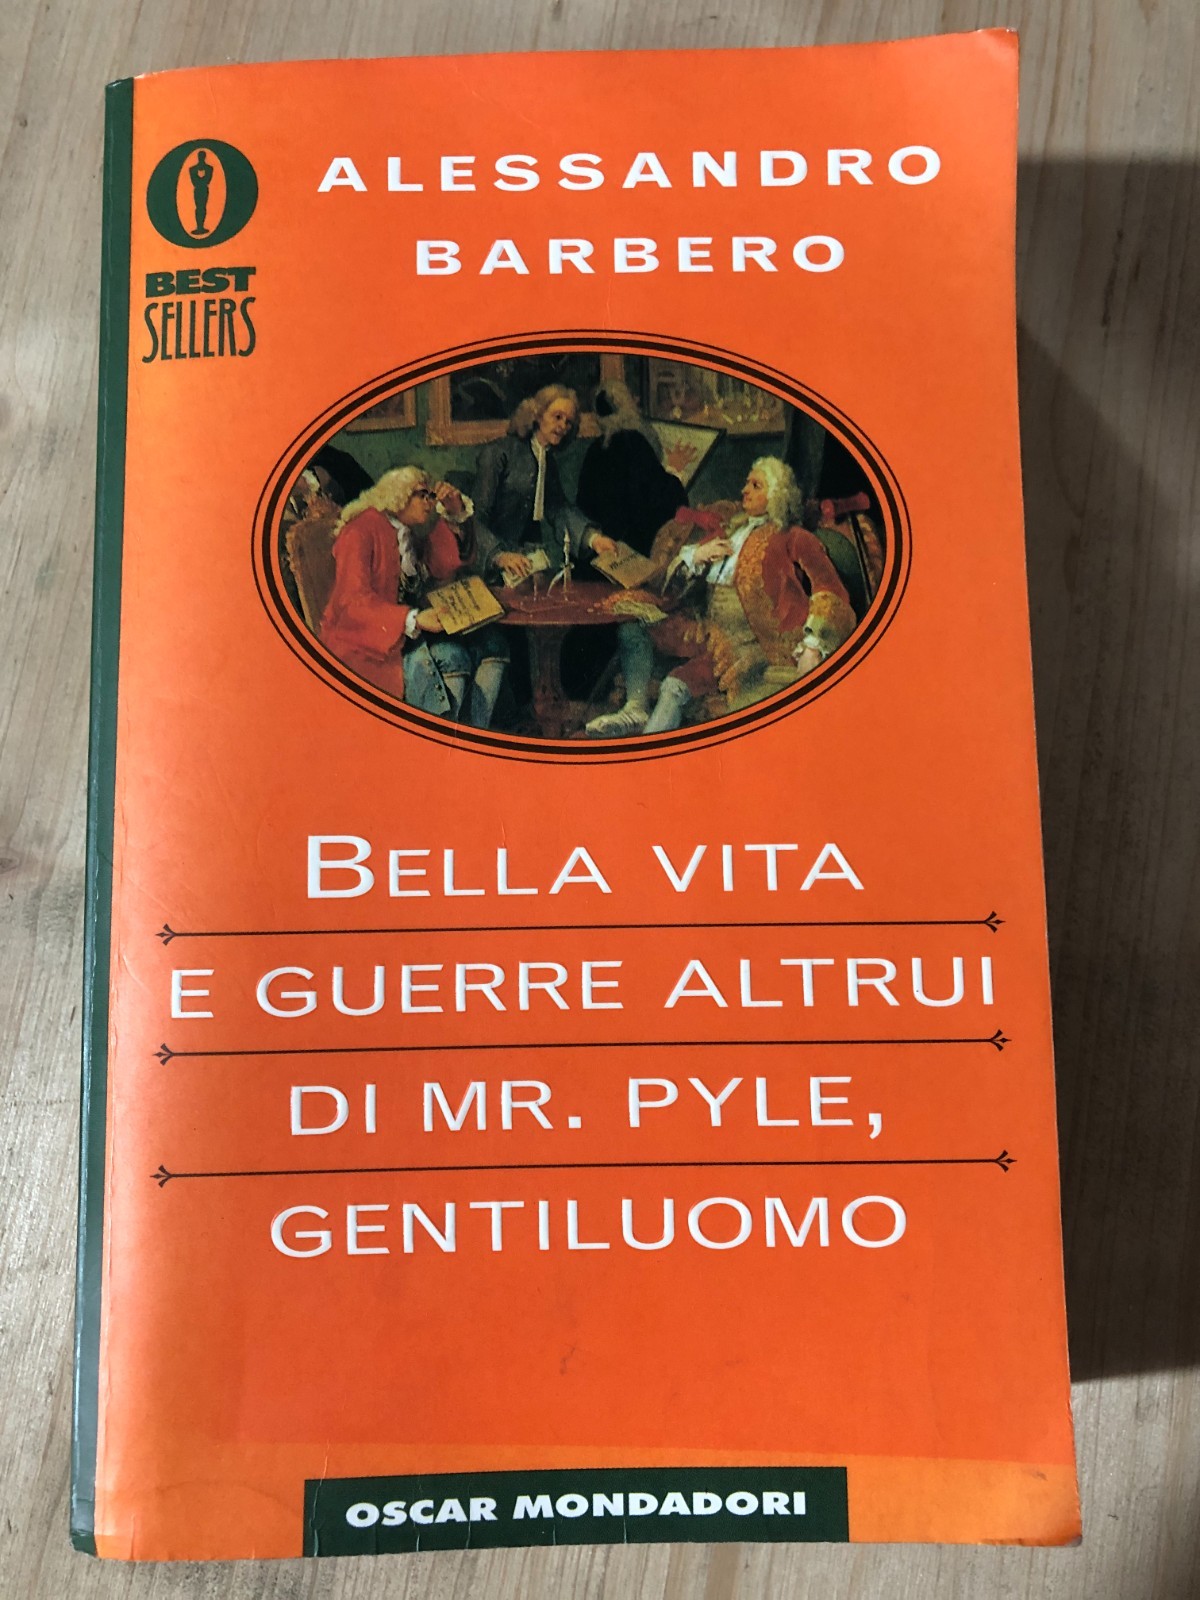 ALESSANDRO
BARBERO
BEST
SELLERS
BELLA VITA
E GUERRE ALTRUI
DI MR. PYLE,
GENTILUOMO
OSCAR MONDADORI